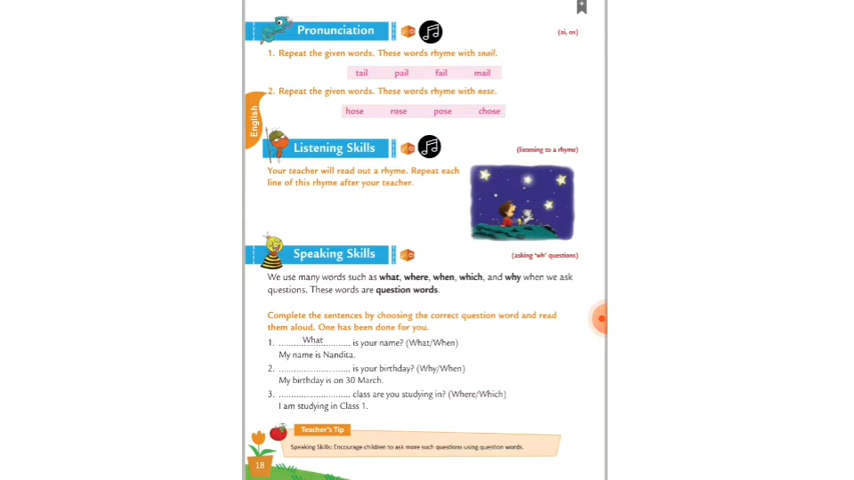 Pronunciation
(ai, os)
1. Repeat the given words. These words rhyme with snail.
tail pail fail mail
2. Repeat the given words. These words rhyme with nose.
hose rose pose chose
English
Listening Skills
(listening to a rhyme)
Your teacher will read out a rhyme. Repeat each
line of this rhyme after your teacher.
Speaking Skills
(asking 'wh' questions)
We use many words such as what, where, when, which, and why when we ask
questions. These words are question words.
Complete the sentences by choosing the correct question word and read
them aloud. One has been done for you.
1. ......What...... is your name? (What/When)
My name is Nandita.
2. .......................... is your birthday? (Why/When)
My birthday is on 30 March.
3. .......................... class are you studying in? (Where/Which)
I am studying in Class 1.
Teacher's Tip
Speaking Skills: Encourage children to ask more such questions using question words.
18